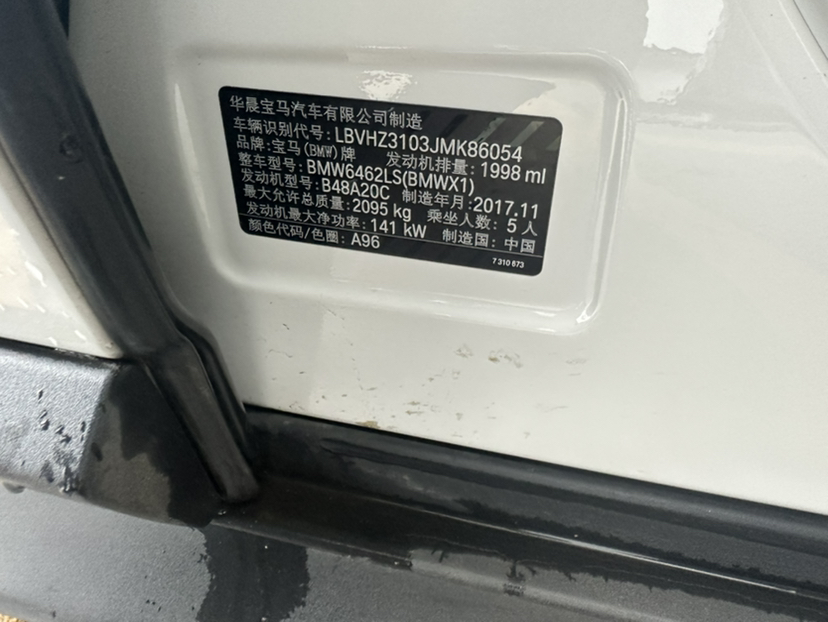 华晨宝马汽车有限公司制造
车辆识别代号: LBVHZ3103JMK86054
品牌: 宝马(BMW)牌 发动机排量: 1998 ml
整车型号: BMW6462LS(BMWX1)
发动机型号: B48A20C 制造年月: 2017.11
最大允许总质量: 2095 kg 乘坐人数: 5 人
发动机最大净功率: 141 kW 制造国: 中国
颜色代码/色圈: A96
7 310 673